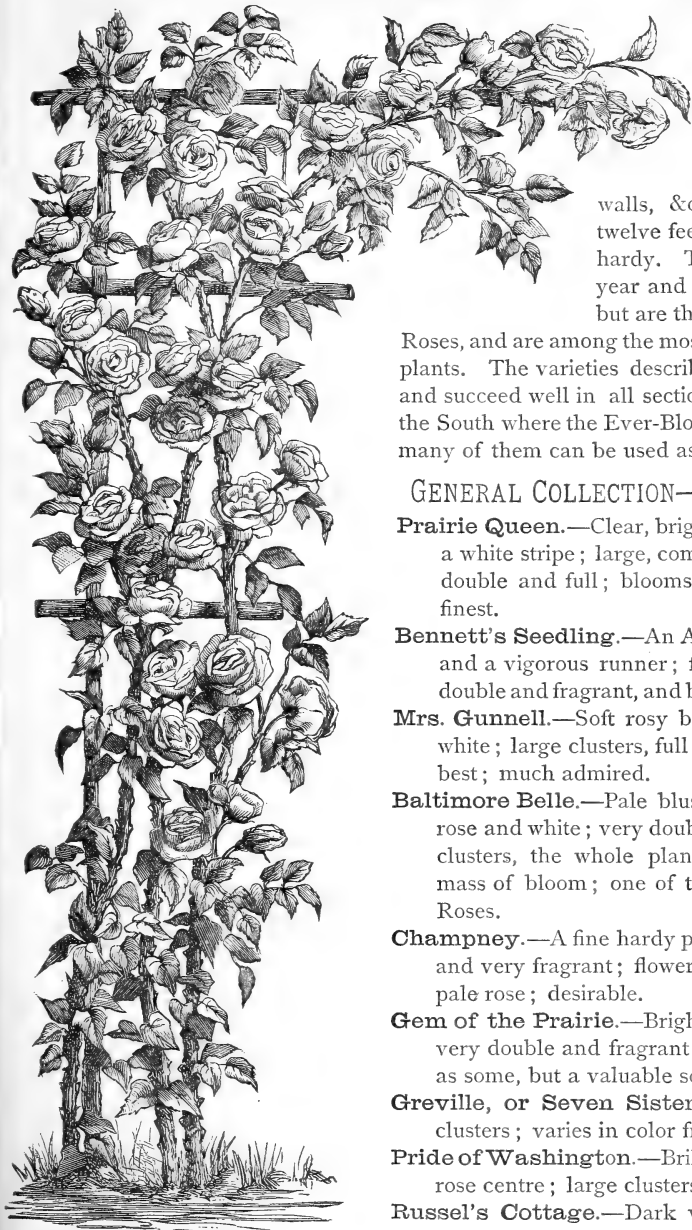 walls, &c
twelve fee
hardy. T
year and
but are th
Roses, and are among the mos
plants. The varieties describ
and succeed well in all sectio
the South where the Ever-Blo
many of them can be used as
GENERAL COLLECTION—
Prairie Queen.—Clear, brig
a white stripe; large, com
double and full; blooms
finest.
Bennett's Seedling.—An A
and a vigorous runner; f
double and fragrant, and b
Mrs. Gunnell.—Soft rosy b
white; large clusters, full
best; much admired.
Baltimore Belle.—Pale blus
rose and white; very doub
clusters, the whole plan
mass of bloom; one of t
Roses.
Champney.—A fine hardy p
and very fragrant; flower
pale rose; desirable.
Gem of the Prairie.—Brigh
very double and fragrant
as some, but a valuable so
Greville, or Seven Sister
clusters; varies in color f
Pride of Washington.—Bril
rose centre; large clusters
Russel's Cottage.—Dark v